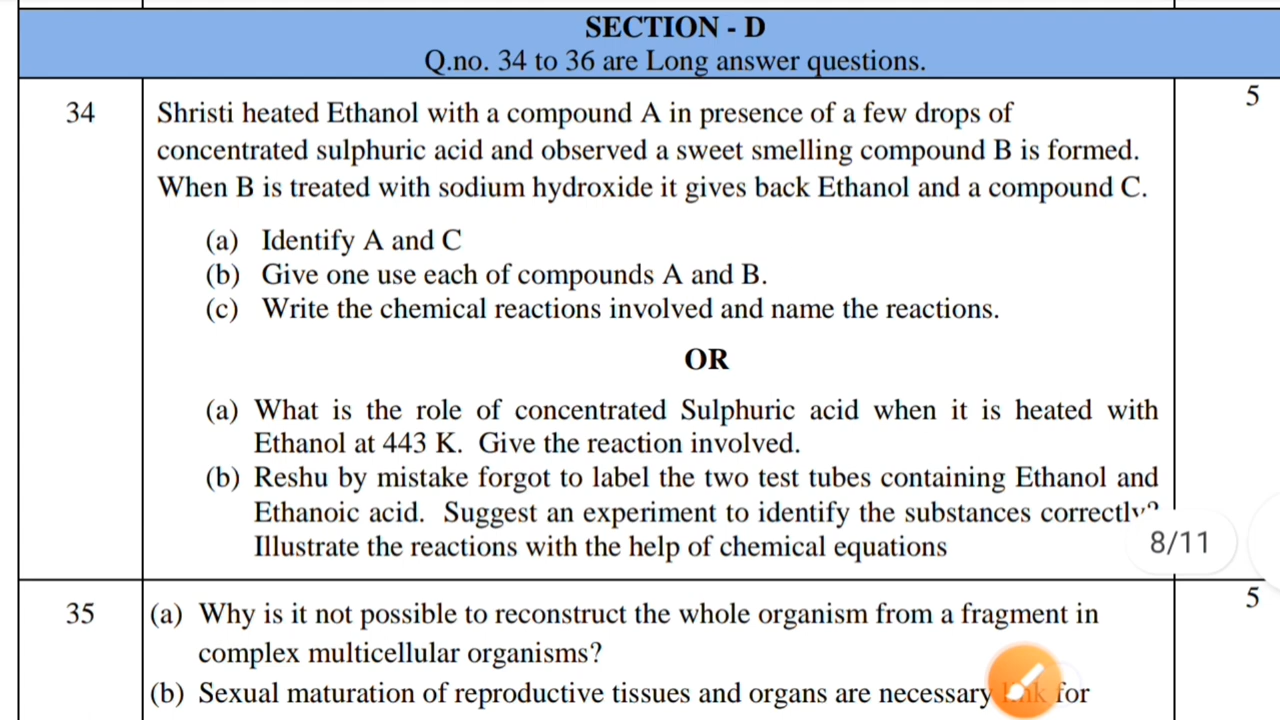 SECTION - D
Q.no. 34 to 36 are Long answer questions.
34
Shristi heated Ethanol with a compound A in presence of a few drops of
5
concentrated sulphuric acid and observed a sweet smelling compound B is formed.
When B is treated with sodium hydroxide it gives back Ethanol and a compound C.
(a) Identify A and C
(b) Give one use each of compounds A and B.
(c) Write the chemical reactions involved and name the reactions.
OR
(a) What is the role of concentrated Sulphuric acid when it is heated with
Ethanol at 443 K. Give the reaction involved.
(b) Reshu by mistake forgot to label the two test tubes containing Ethanol and
Ethanoic acid. Suggest an experiment to identify the substances correctly?
Illustrate the reactions with the help of chemical equations
8/11
35
(a) Why is it not possible to reconstruct the whole organism from a fragment in
5
complex multicellular organisms?
(b) Sexual maturation of reproductive tissues and organs are necessary link for